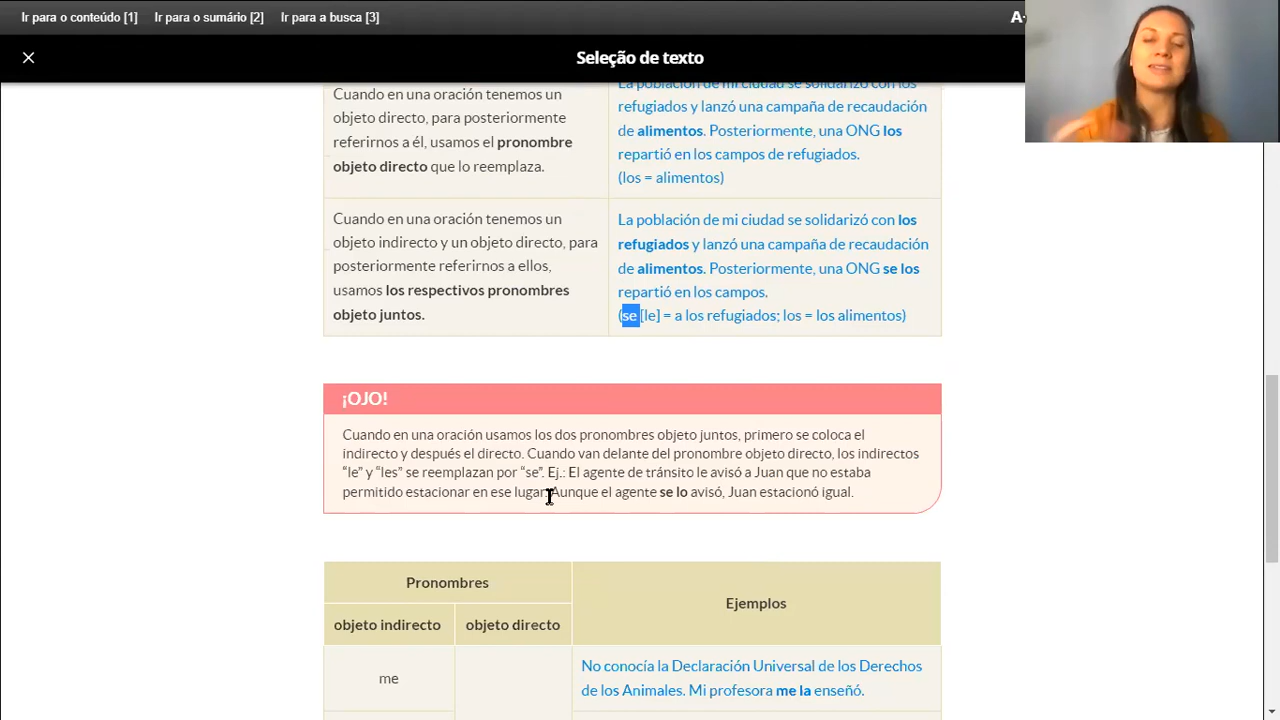 Ir para o conteúdo [1] Ir para o sumário [2] Ir para a busca [3] A-
Seleção de texto
Cuando en una oración tenemos un
objeto directo, para posteriormente
referirnos a él, usamos el pronombre
objeto directo que lo reemplaza.
La población de mi ciudad se solidarizó con los
refugiados y lanzó una campaña de recaudación
de alimentos. Posteriormente, una ONG los
repartió en los campos de refugiados.
(los = alimentos)
Cuando en una oración tenemos un
objeto indirecto y un objeto directo, para
posteriormente referirnos a ellos,
usamos los respectivos pronombres
objeto juntos.
La población de mi ciudad se solidarizó con los
refugiados y lanzó una campaña de recaudación
de alimentos. Posteriormente, una ONG se los
repartió en los campos.
(se [le] = a los refugiados; los = los alimentos)
¡OJO!
Cuando en una oración usamos los dos pronombres objeto juntos, primero se coloca el
indirecto y después el directo. Cuando van delante del pronombre objeto directo, los indirectos
“le” y “les” se reemplazan por “se”. Ej.: El agente de tránsito le avisó a Juan que no estaba
permitido estacionar en ese lugar. Aunque el agente se lo avisó, Juan estacionó igual.
Pronombres
Ejemplos
objeto indirecto objeto directo
me
No conocía la Declaración Universal de los Derechos
de los Animales. Mi profesora me la enseñó.